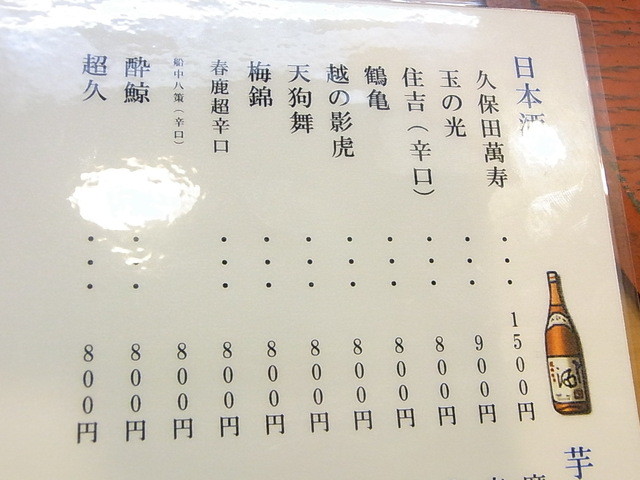 日本酒
久保田萬寿・・・1500円
玉の光・・・900円
住吉(辛口)・・・800円
鶴亀・・・800円
越の影虎・・・800円
天狗舞・・・800円
梅錦・・・800円
春鹿超辛口・・・800円
船中八策(辛口)800円
酔鯨・・・800円
超久・・・800円
酒
芋